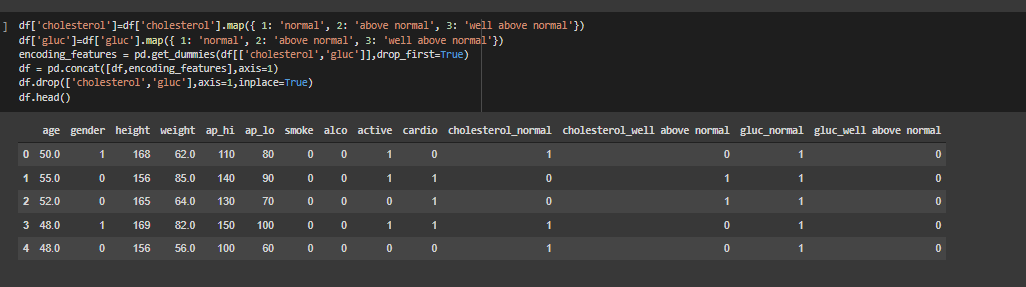 ] df['cholesterol']=df['cholesterol'].map({ 1: 'normal', 2: 'above normal', 3: 'well above normal'})
df['gluc']=df['gluc'].map({ 1: 'normal', 2: 'above normal', 3: 'well above normal'})
encoding_features = pd.get_dummies(df[['cholesterol','gluc']],drop_first=True)
df = pd.concat([df,encoding_features],axis=1)
df.drop(['cholesterol','gluc'],axis=1,inplace=True)
df.head()
age gender height weight ap_hi ap_lo smoke alco active cardio cholesterol_normal cholesterol_well above normal gluc_normal gluc_well above normal
0 50.0 1 168 62.0 110 80 0 0 1 0 1 0 1 0
1 55.0 0 156 85.0 140 90 0 0 1 1 0 1 1 0
2 52.0 0 165 64.0 130 70 0 0 0 1 0 1 1 0
3 48.0 1 169 82.0 150 100 0 0 1 1 1 0 1 0
4 48.0 0 156 56.0 100 60 0 0 0 0 1 0 1 0